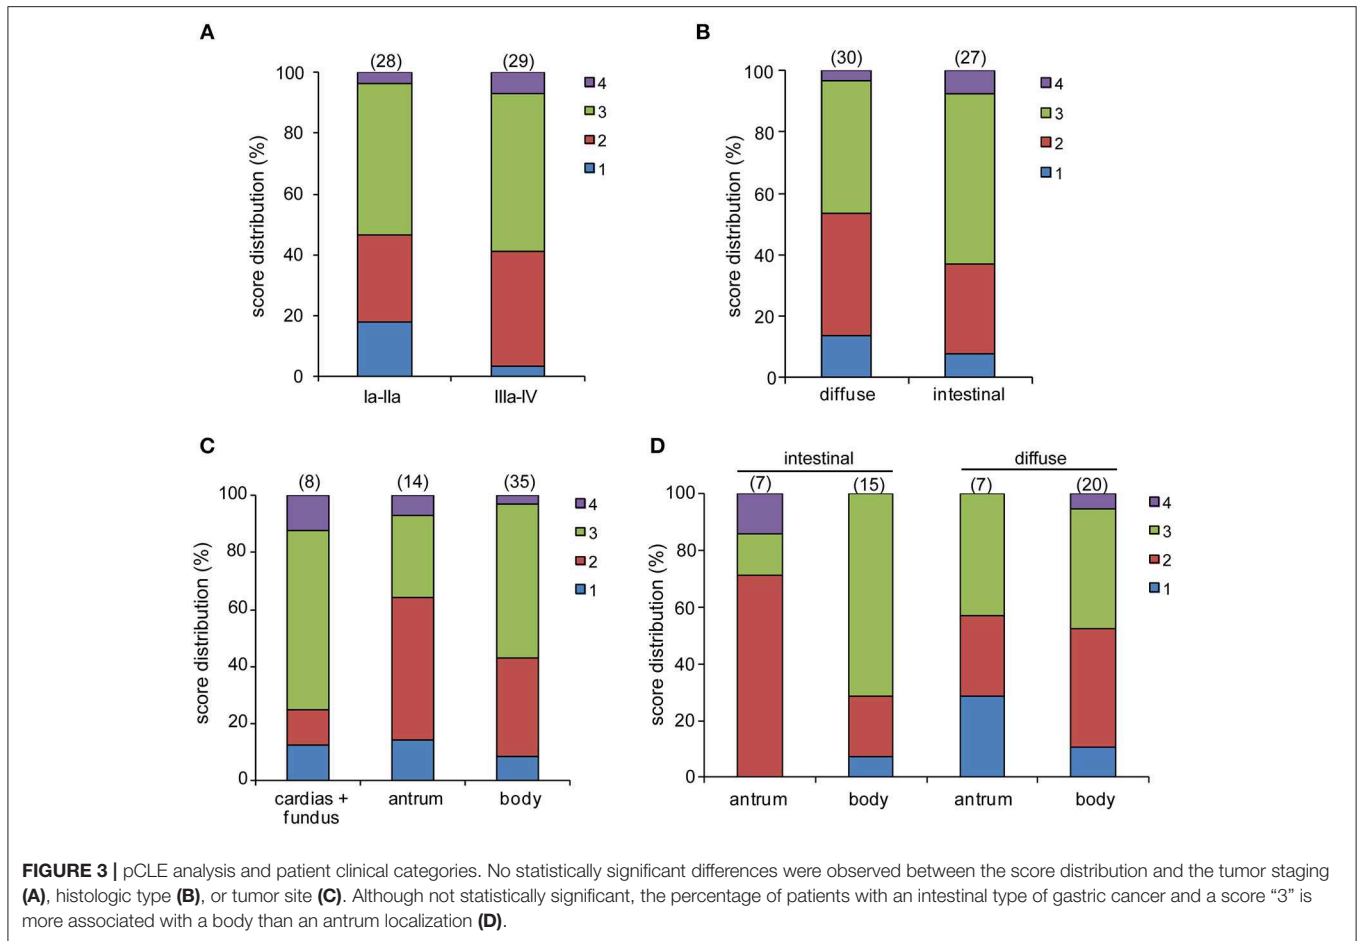 A
(28) (29)
100
80
60
40
20
0
score distribution (%)
Ia-IIa IIIa-IV
4
3
2
1
B
(30) (27)
100
80
60
40
20
0
score distribution (%)
diffuse intestinal
4
3
2
1
C
(8) (14) (35)
100
80
60
40
20
0
score distribution (%)
cardias + antrum body
fundus
4
3
2
1
D
intestinal diffuse
(7) (15) (7) (20)
100
80
60
40
20
0
score distribution (%)
antrum body antrum body
4
3
2
1
FIGURE 3 | pCLE analysis and patient clinical categories. No statistically significant differences were observed between the score distribution and the tumor staging
(A), histologic type (B), or tumor site (C). Although not statistically significant, the percentage of patients with an intestinal type of gastric cancer and a score “3” is
more associated with a body than an antrum localization (D).